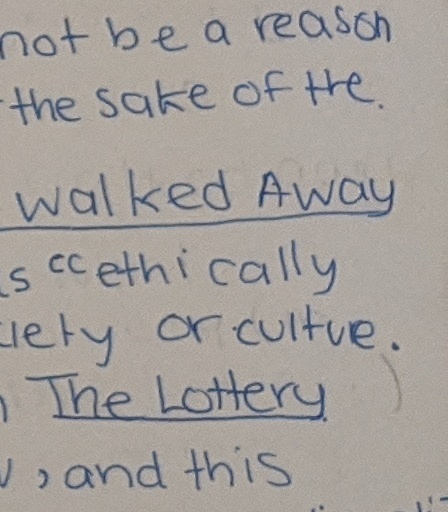 not be a reason
the sake of the.
walked Away
s "ethically
iety or culture.
The Lottery
, and this